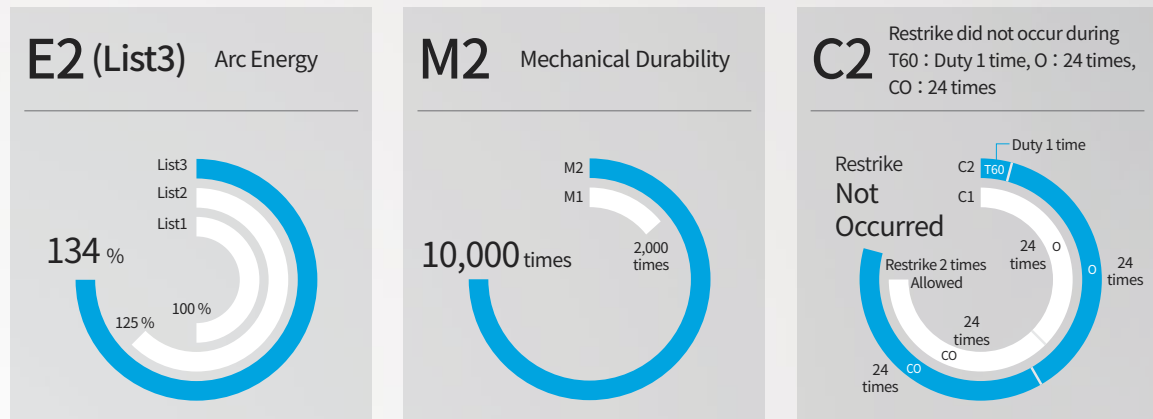 E2 (List3) Arc Energy
List3
List2
List1
134 %
125 %
100 %
M2 Mechanical Durability
M2
M1
10,000 times
2,000
times
C2
Restrike did not occur during
T60 : Duty 1 time, O : 24 times,
CO : 24 times
Duty 1 time
C2
T60
C1
Restrike
Not
Occurred
24
times
O
O
24
times
Restrike 2 times
Allowed
24
times
CO
24
times
CO